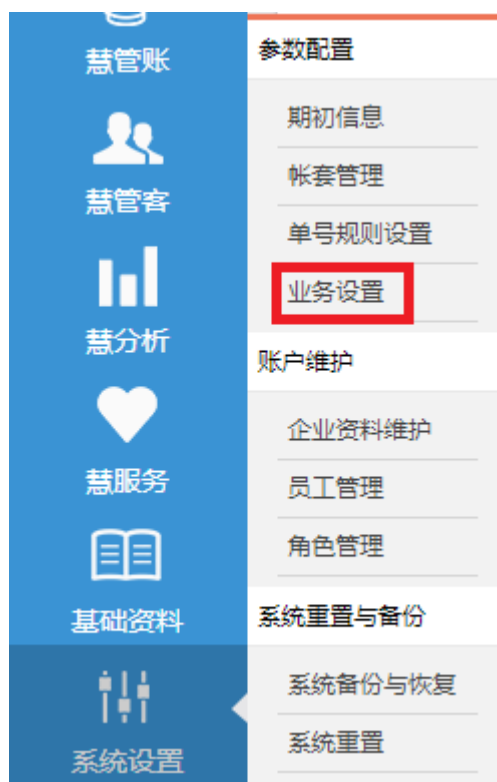 慧管账
慧管客
慧分析
慧服务
基础资料
系统设置
参数配置
期初信息
帐套管理
单号规则设置
业务设置
账户维护
企业资料维护
员工管理
角色管理
系统重置与备份
系统备份与恢复
系统重置